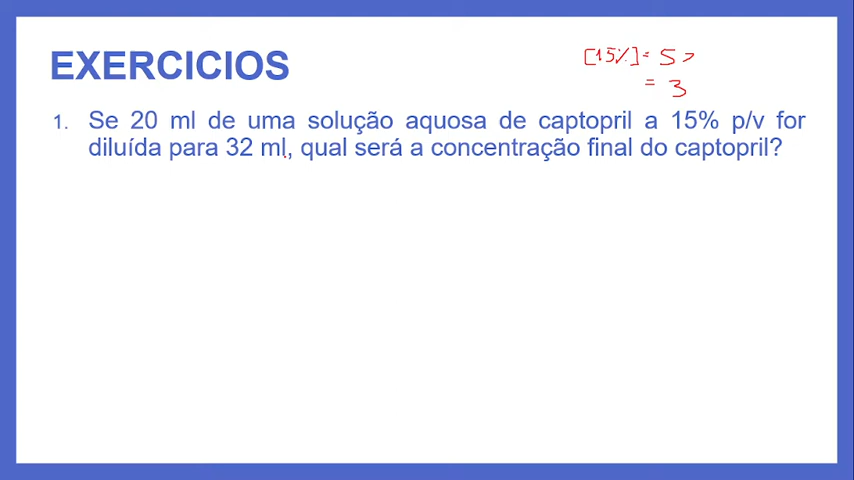 EXERCICIOS
[15%]= 5 >
= 3
1. Se 20 ml de uma solução aquosa de captopril a 15% p/v for
diluída para 32 ml, qual será a concentração final do captopril?